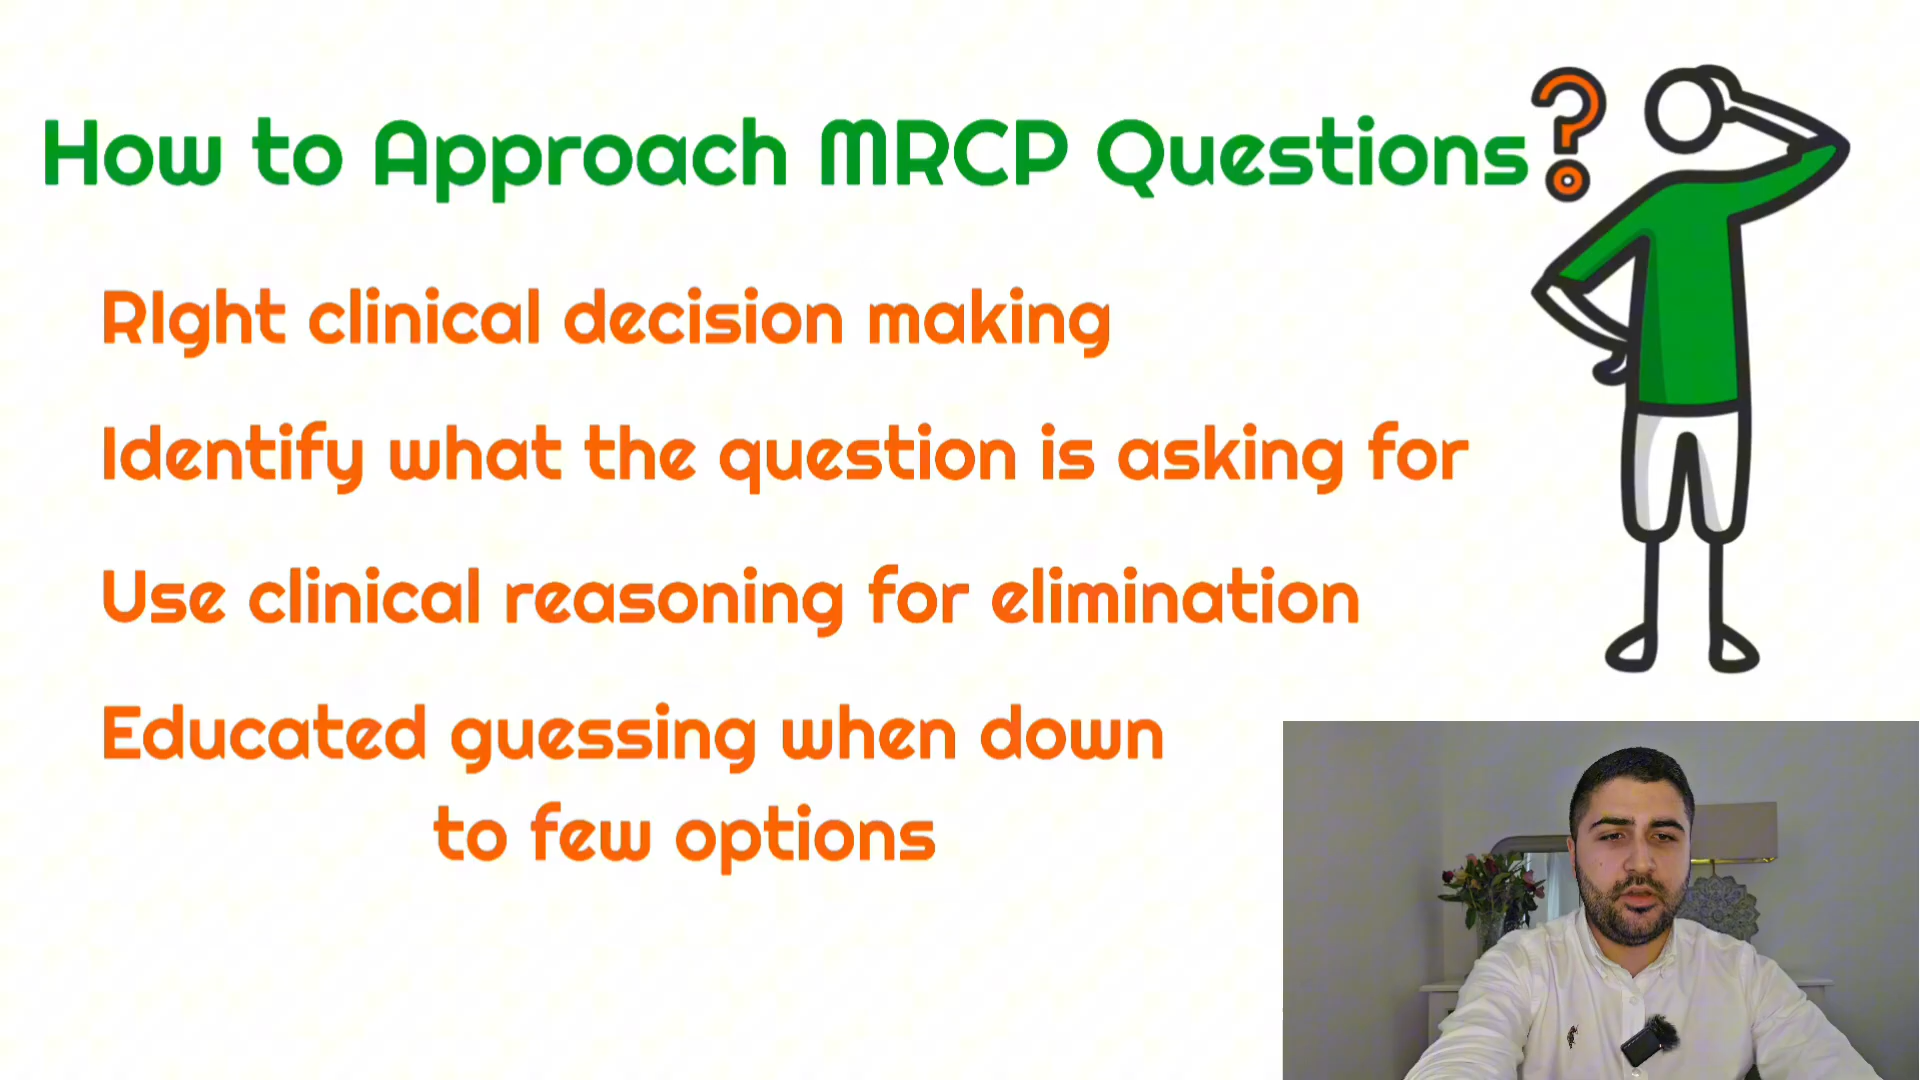 How to Approach MRCP Questions?
RIght clinical decision making
Identify what the question is asking for
Use clinical reasoning for elimination
Educated guessing when down
to few options